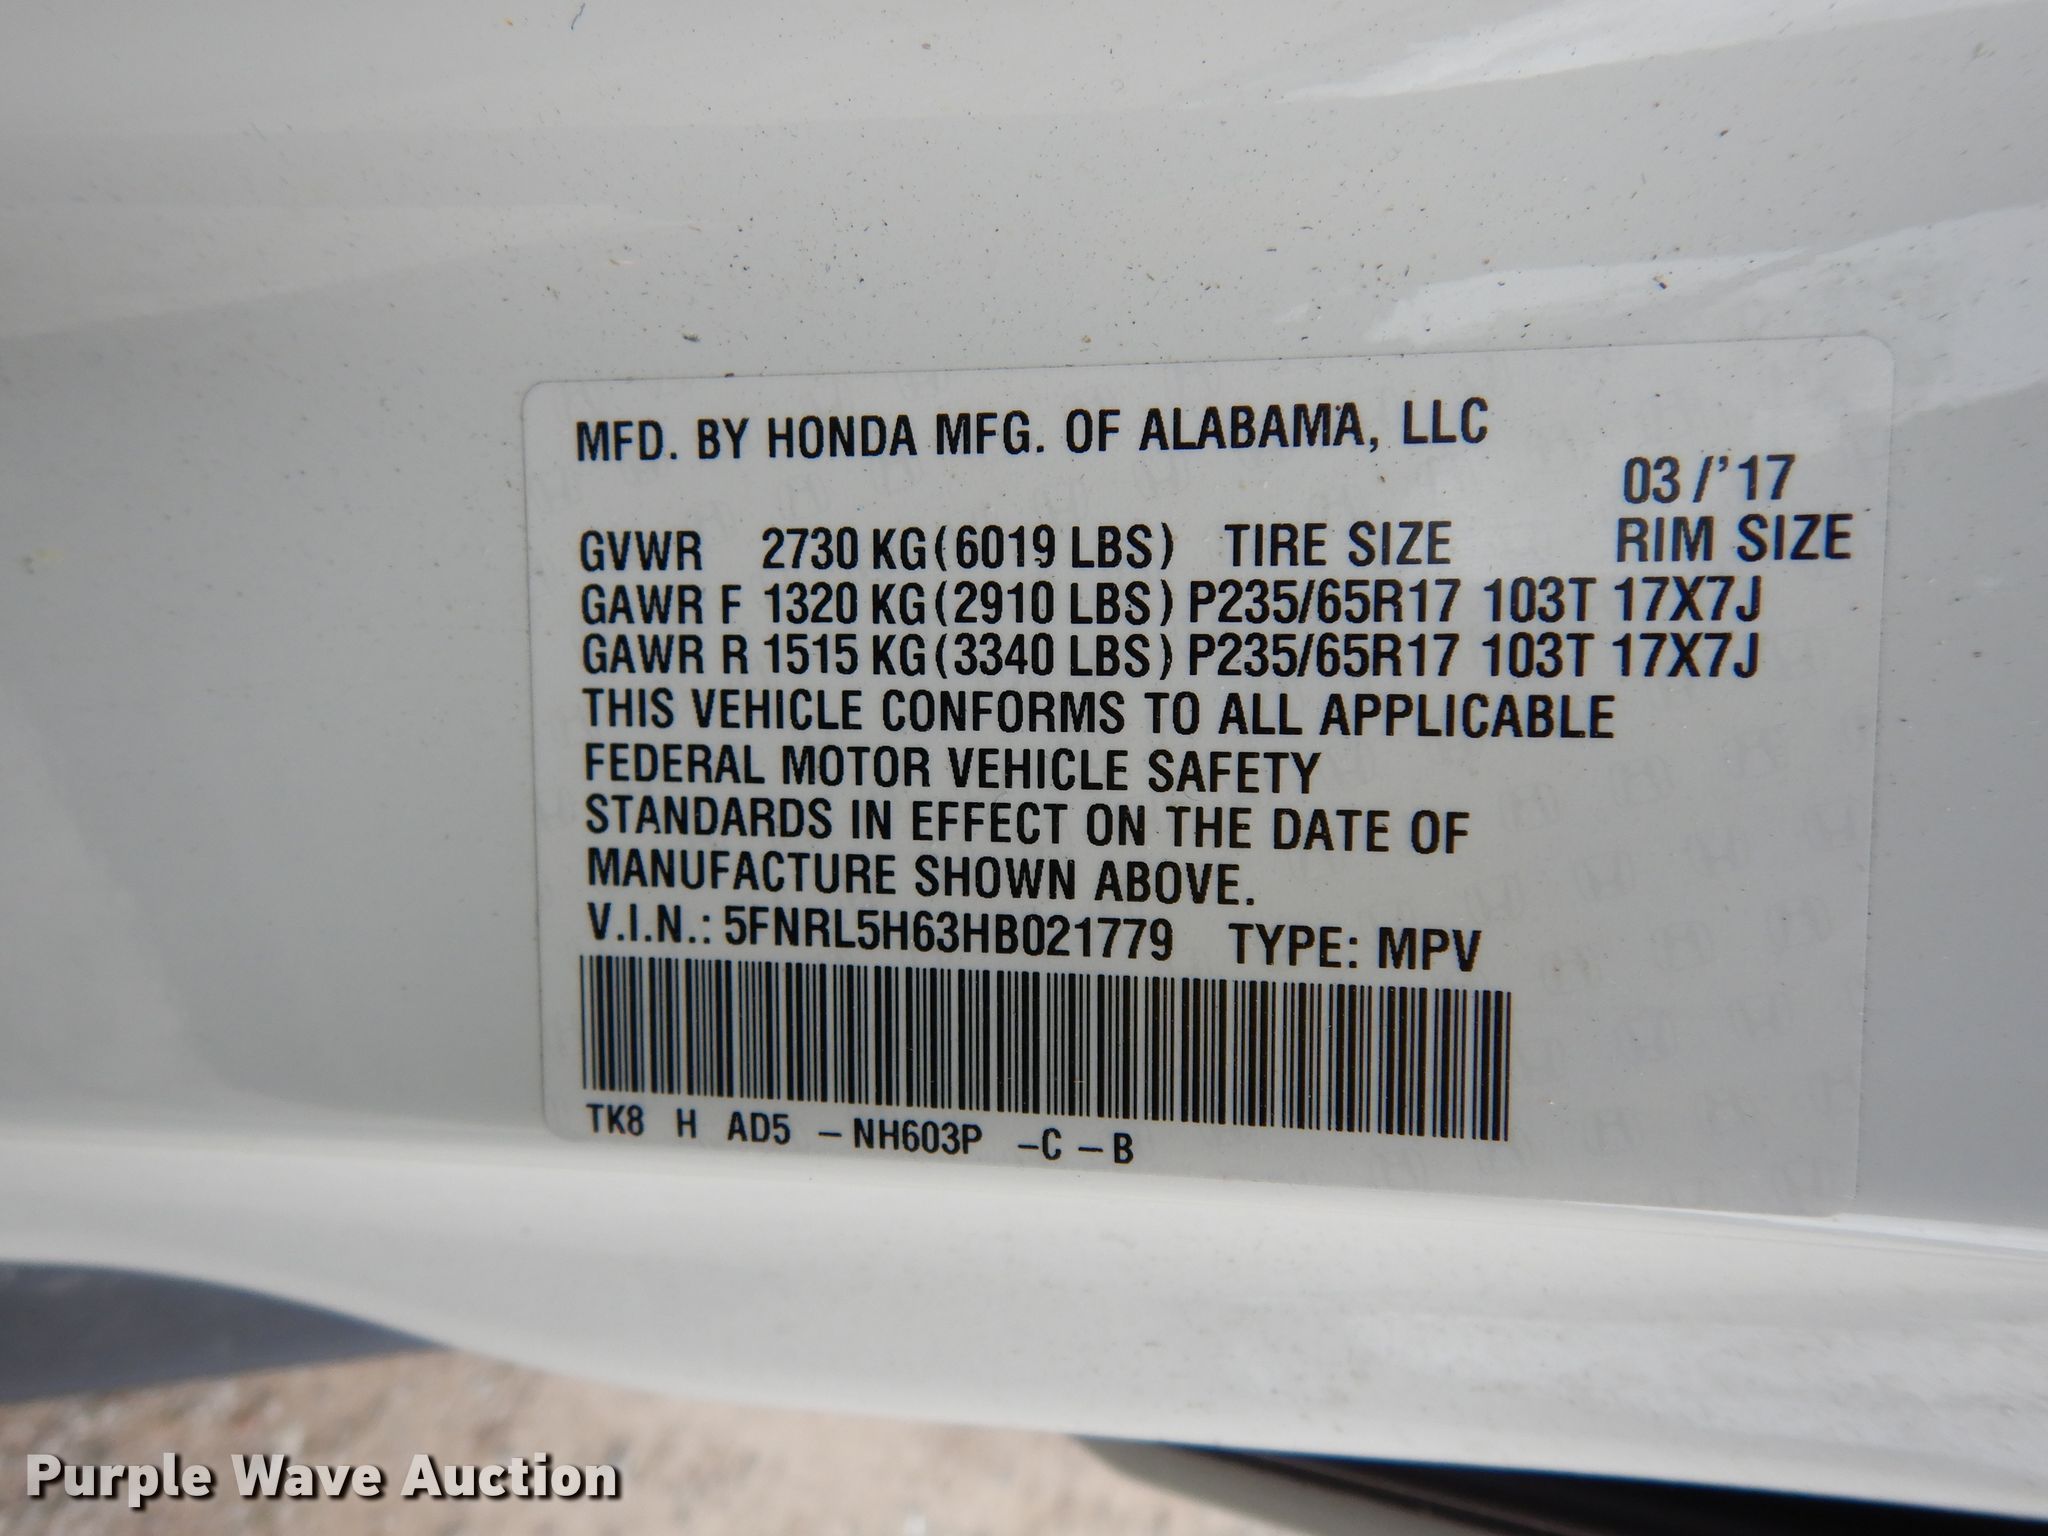 MFD. BY HONDA MFG. OF ALABAMA, LLC
03/'17
GVWR 2730 KG(6019 LBS) TIRE SIZE RIM SIZE
GAWR F 1320 KG(2910 LBS) P235/65R17 103T 17X7J
GAWR R 1515 KG(3340 LBS) P235/65R17 103T 17X7J
THIS VEHICLE CONFORMS TO ALL APPLICABLE
FEDERAL MOTOR VEHICLE SAFETY
STANDARDS IN EFFECT ON THE DATE OF
MANUFACTURE SHOWN ABOVE.
V.I.N.: 5FNRL5H63HB021779 TYPE: MPV
TK8 H AD5 -NH603P -C -B
Purple Wave Auction